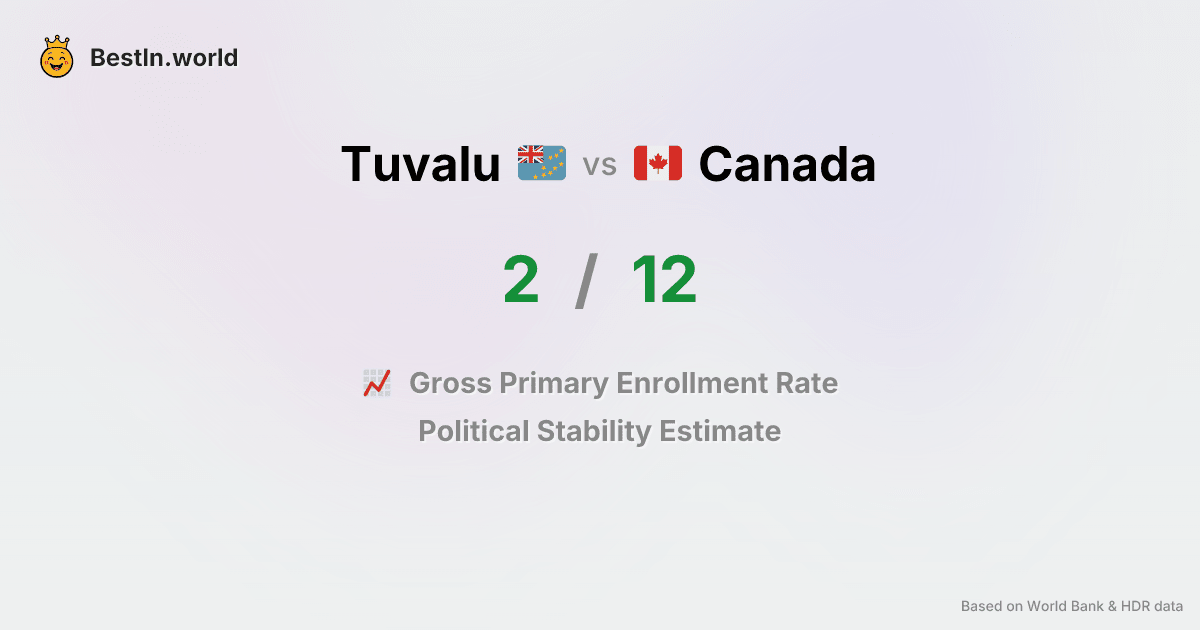 BestIn.world
Tuvalu vs Canada
2 / 12
Gross Primary Enrollment Rate
Political Stability Estimate
Based on World Bank & HDR data